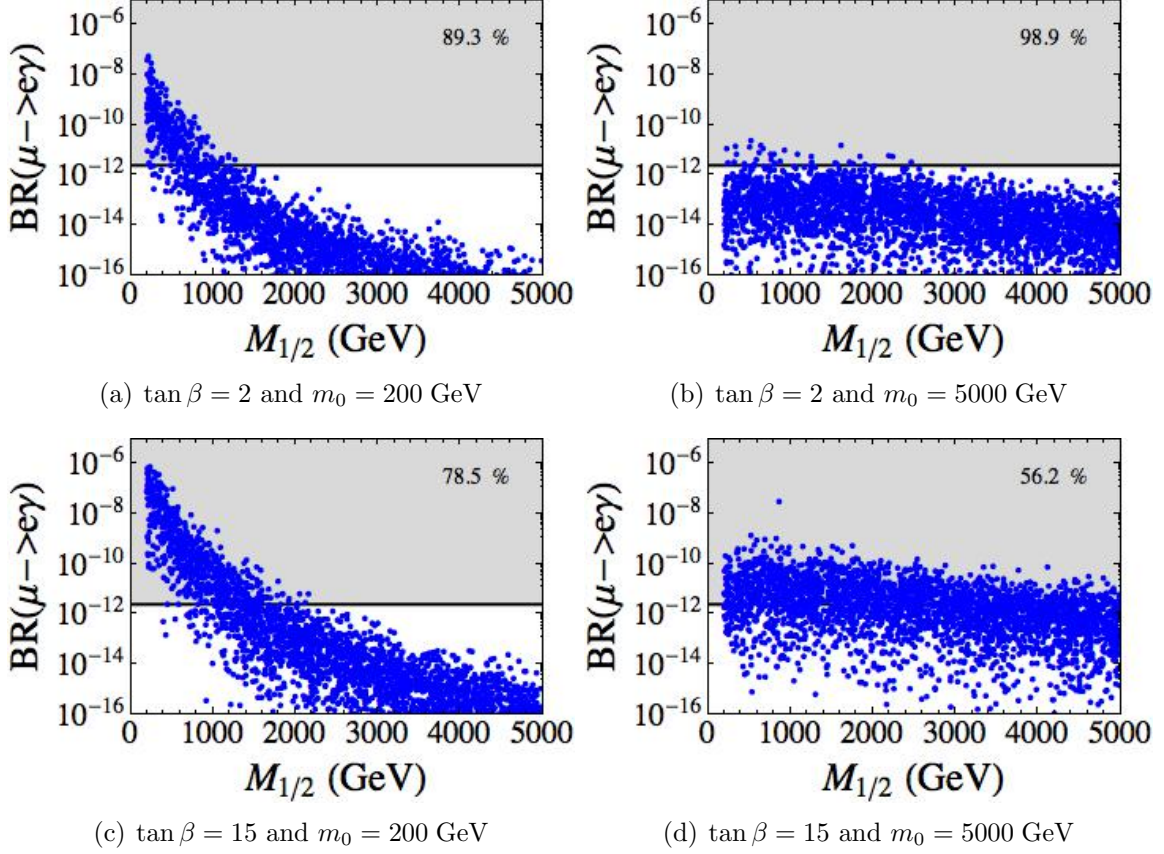 10⁻⁶
10⁻⁸
10⁻¹⁰
10⁻¹²
10⁻¹⁴
10⁻¹⁶
BR(μ−>eγ)
89.3 %
0 1000 2000 3000 4000 5000
M₁/₂ (GeV)
(a) tan β = 2 and m₀ = 200 GeV
10⁻⁶
10⁻⁸
10⁻¹⁰
10⁻¹²
10⁻¹⁴
10⁻¹⁶
BR(μ−>eγ)
98.9 %
0 1000 2000 3000 4000 5000
M₁/₂ (GeV)
(b) tan β = 2 and m₀ = 5000 GeV
10⁻⁶
10⁻⁸
10⁻¹⁰
10⁻¹²
10⁻¹⁴
10⁻¹⁶
BR(μ−>eγ)
78.5 %
0 1000 2000 3000 4000 5000
M₁/₂ (GeV)
(c) tan β = 15 and m₀ = 200 GeV
10⁻⁶
10⁻⁸
10⁻¹⁰
10⁻¹²
10⁻¹⁴
10⁻¹⁶
BR(μ−>eγ)
56.2 %
0 1000 2000 3000 4000 5000
M₁/₂ (GeV)
(d) tan β = 15 and m₀ = 5000 GeV